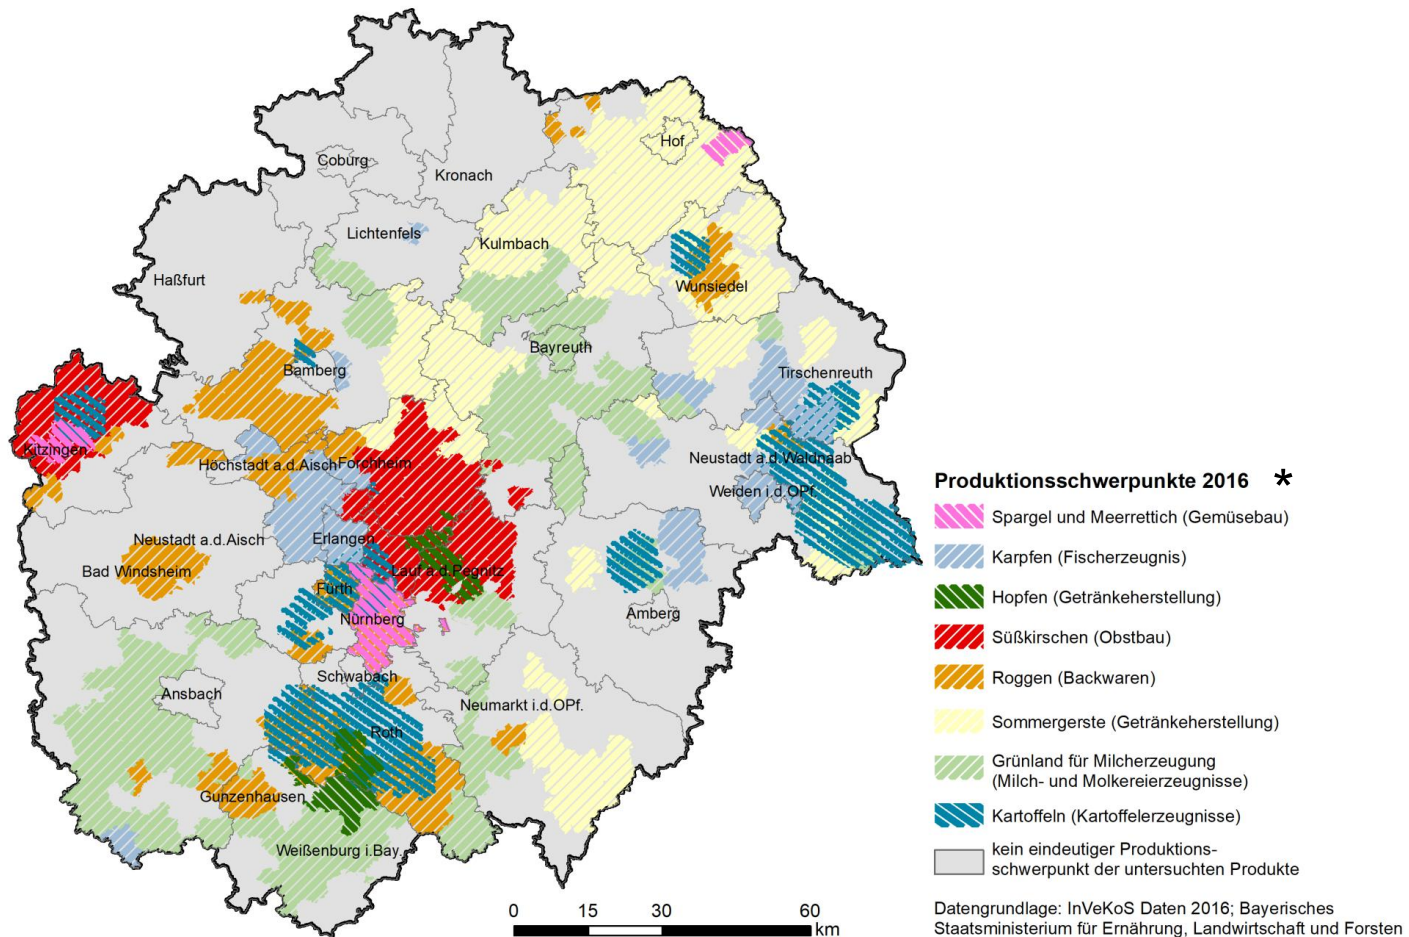 Hof
Coburg
Kronach
Lichtenfels
Kulmbach
Haßfurt
Wunsiedel
Bayreuth
Bamberg
Tirschenreuth
Kitzingen
Höchstadt a.d.Aisch
Forchheim
Neustadt a.d.Waldnaab
Weiden i.d.OPf.
Neustadt a.d.Aisch
Erlangen
Bad Windsheim
Lauf a.d.Pegnitz
Fürth
Nürnberg
Amberg
Schwabach
Ansbach
Neumarkt i.d.OPf.
Roth
Gunzenhausen
Weißenburg i.Bay.
Produktionsschwerpunkte 2016 *
Spargel und Meerrettich (Gemüsebau)
Karpfen (Fischerzeugnis)
Hopfen (Getränkeherstellung)
Süßkirschen (Obstbau)
Roggen (Backwaren)
Sommergerste (Getränkeherstellung)
Grünland für Milcherzeugung
(Milch- und Molkereierzeugnisse)
Kartoffeln (Kartoffelerzeugnisse)
kein eindeutiger Produktions-
schwerpunkt der untersuchten Produkte
Datengrundlage: InVeKoS Daten 2016; Bayerisches
Staatsministerium für Ernährung, Landwirtschaft und Forsten
0 15 30 60
km